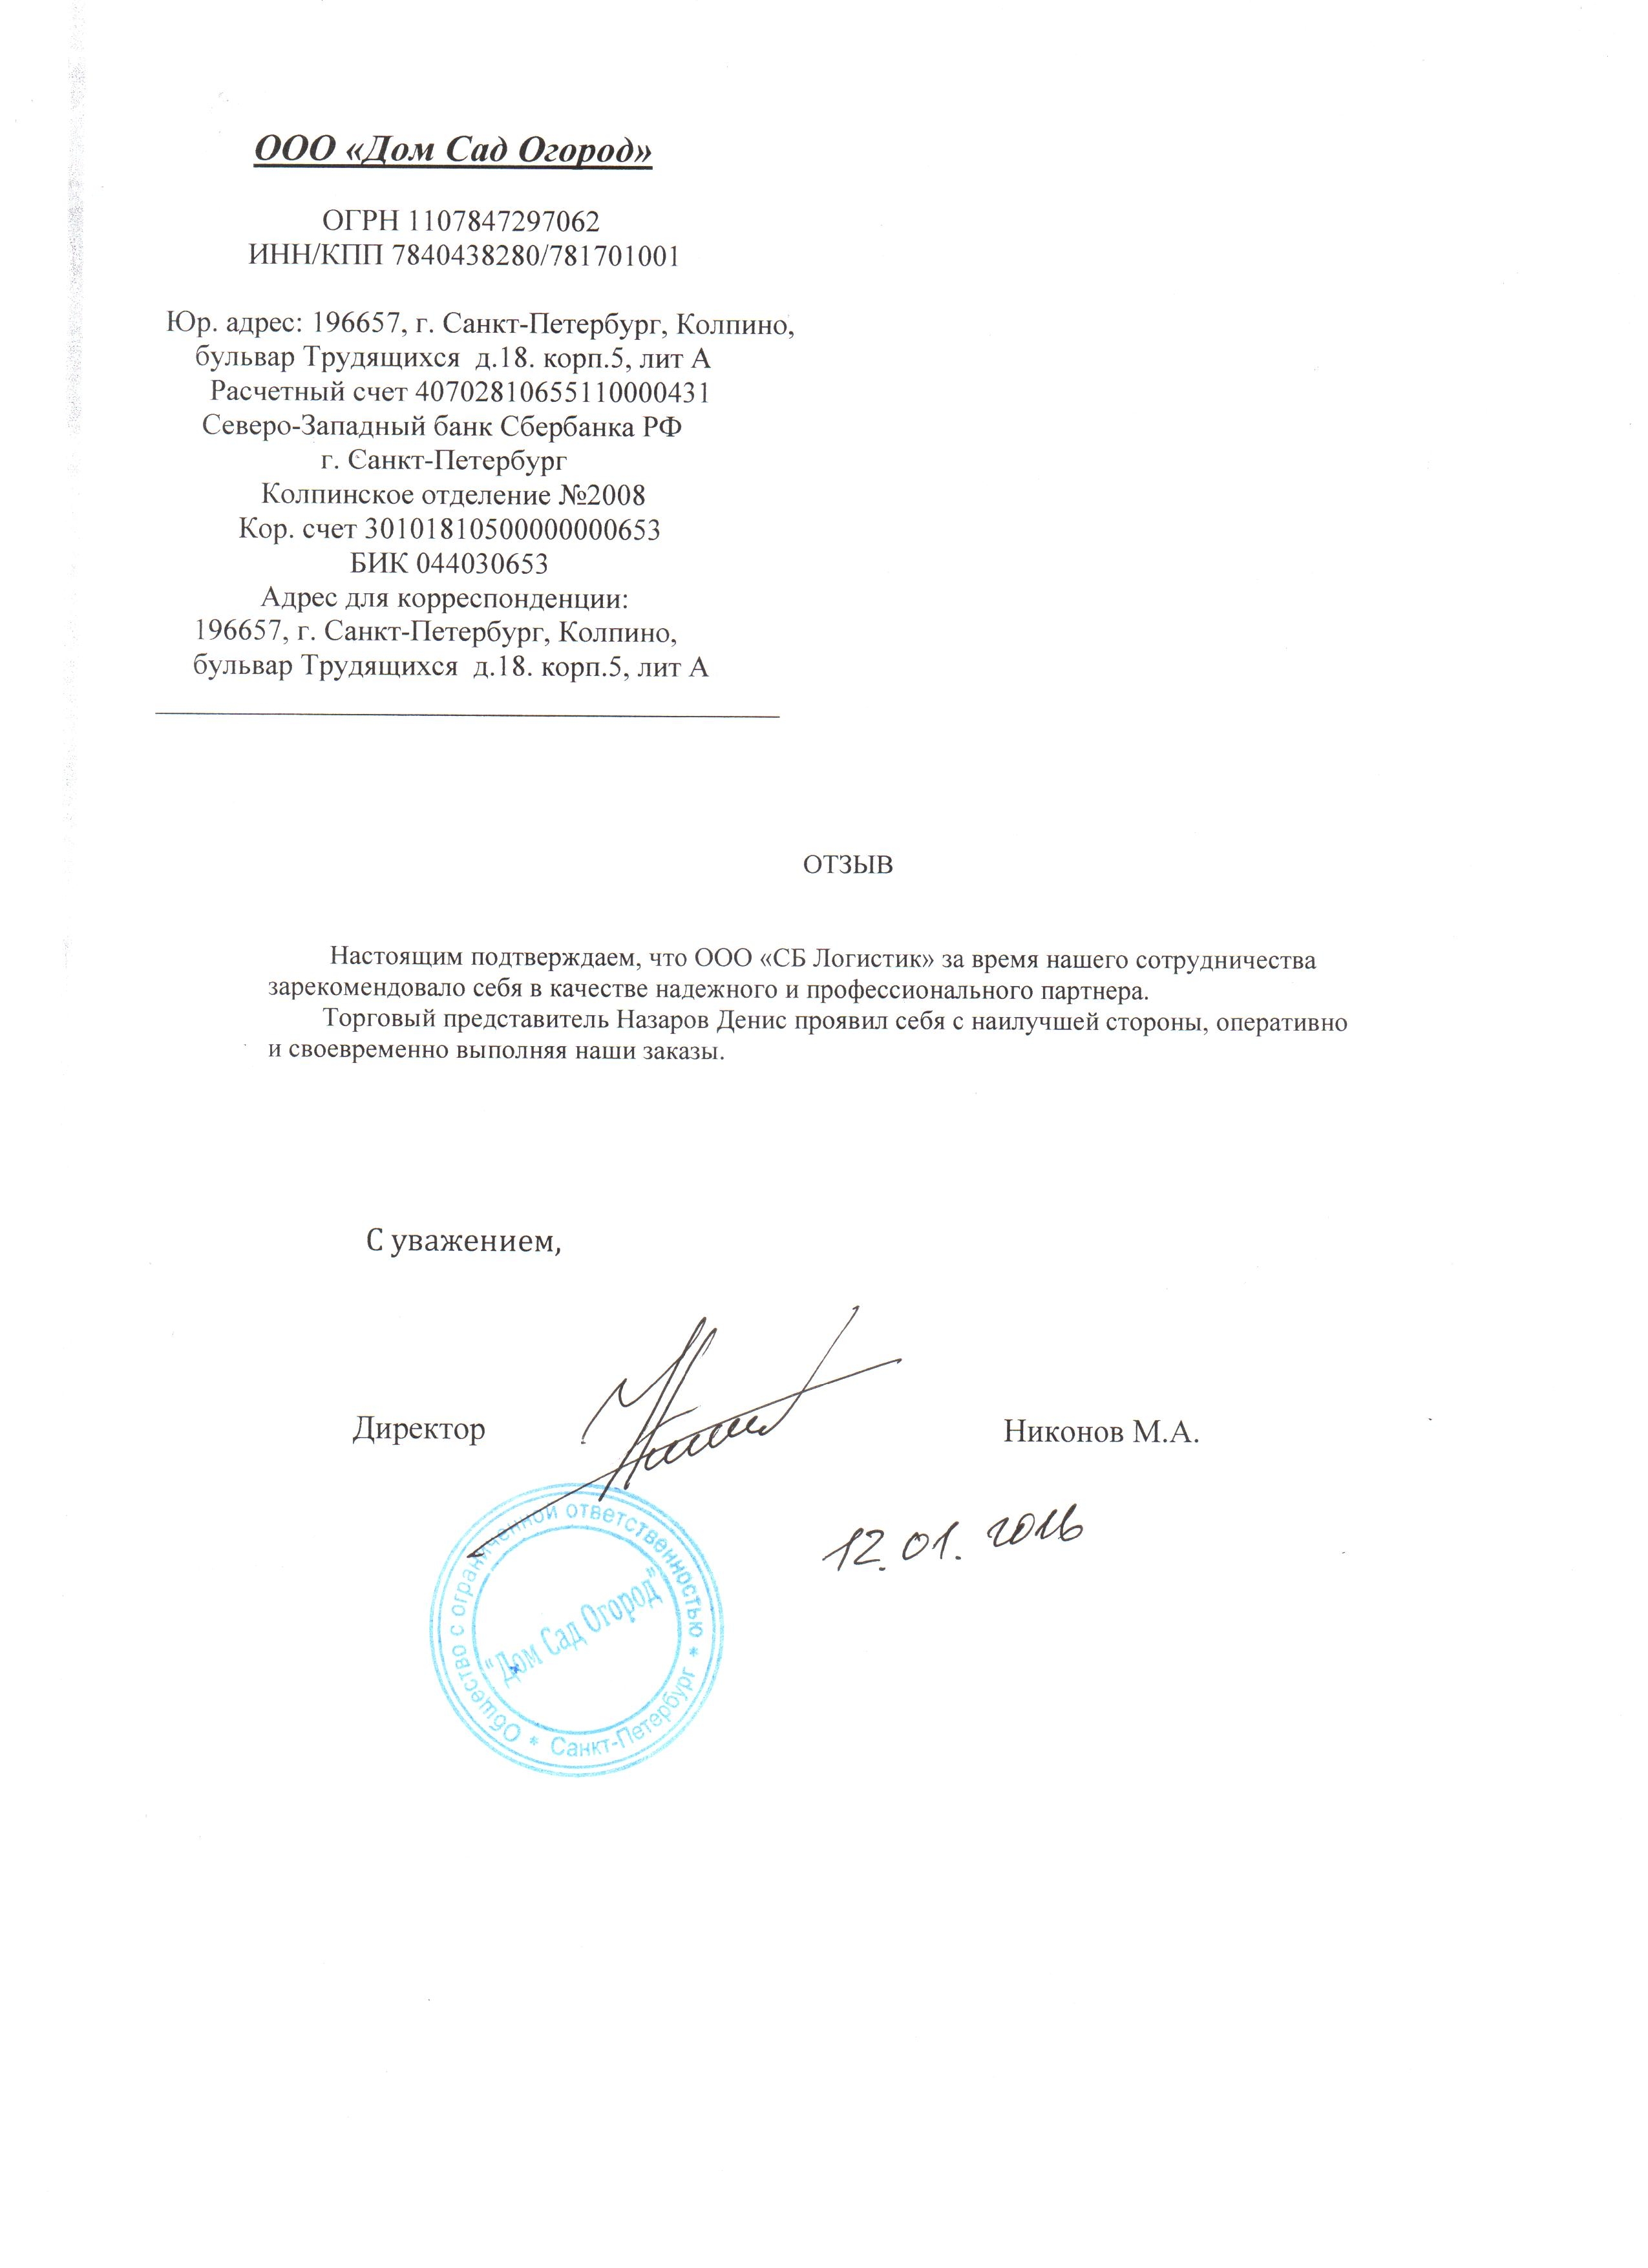 ООО «Дом Сад Огород»
ОГРН 1107847297062
ИНН/КПП 7840438280/781701001
Юр. адрес: 196657, г. Санкт-Петербург, Колпино,
бульвар Трудящихся д.18. корп.5, лит А
Расчетный счет 40702810655110000431
Северо-Западный банк Сбербанка РФ
г. Санкт-Петербург
Колпинское отделение №2008
Кор. счет 30101810500000000653
БИК 044030653
Адрес для корреспонденции:
196657, г. Санкт-Петербург, Колпино,
бульвар Трудящихся д.18. корп.5, лит А
ОТЗЫВ
Настоящим подтверждаем, что ООО «СБ Логистик» за время нашего сотрудничества
зарекомендовало себя в качестве надежного и профессионального партнера.
Торговый представитель Назаров Денис проявил себя с наилучшей стороны, оперативно
и своевременно выполняя наши заказы.
С уважением,
Директор Никонов М.А.
12.01.2016
Общество с ограниченной ответственностью * Санкт-Петербург *
"Дом Сад Огород"